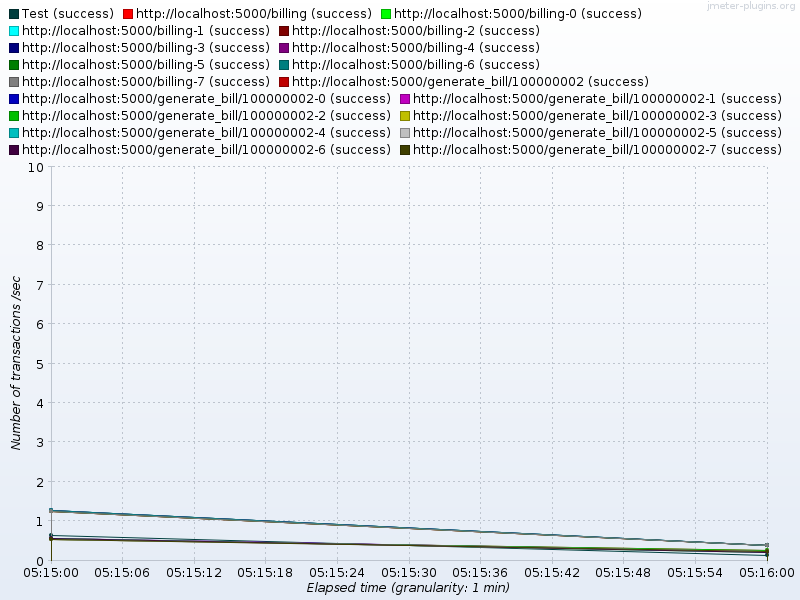 jmeter-plugins.org
Test (success) http://localhost:5000/billing (success) http://localhost:5000/billing-0 (success)
http://localhost:5000/billing-1 (success) http://localhost:5000/billing-2 (success)
http://localhost:5000/billing-3 (success) http://localhost:5000/billing-4 (success)
http://localhost:5000/billing-5 (success) http://localhost:5000/billing-6 (success)
http://localhost:5000/billing-7 (success) http://localhost:5000/generate_bill/100000002 (success)
http://localhost:5000/generate_bill/100000002-0 (success) http://localhost:5000/generate_bill/100000002-1 (success)
http://localhost:5000/generate_bill/100000002-2 (success) http://localhost:5000/generate_bill/100000002-3 (success)
http://localhost:5000/generate_bill/100000002-4 (success) http://localhost:5000/generate_bill/100000002-5 (success)
http://localhost:5000/generate_bill/100000002-6 (success) http://localhost:5000/generate_bill/100000002-7 (success)
Number of transactions /sec
10
9
8
7
6
5
4
3
2
1
0
05:15:00 05:15:06 05:15:12 05:15:18 05:15:24 05:15:30 05:15:36 05:15:42 05:15:48 05:15:54 05:16:00
Elapsed time (granularity: 1 min)